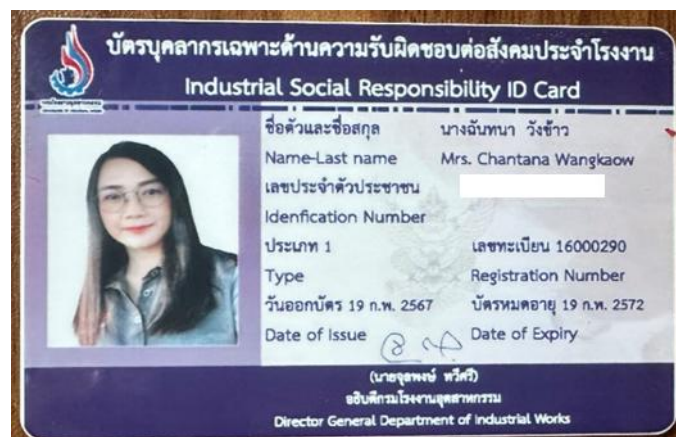 บัตรบุคลากรเฉพาะด้านความรับผิดชอบต่อสังคมประจำโรงงาน
Industrial Social Responsibility ID Card
ชื่อตัวและชื่อสกุล นางฉันทนา วังข้าว
Name-Last name Mrs. Chantana Wangkaow
เลขประจำตัวประชาชน
Idenfication Number
ประเภท 1 เลขทะเบียน 16000290
Type Registration Number
วันออกบัตร 19 ก.พ. 2567 บัตรหมดอายุ 19 ก.พ. 2572
Date of Issue Date of Expiry
(นายจุลพงษ์ ทวีศรี)
อธิบดีกรมโรงงานอุตสาหกรรม
Director General Department of Industrial Works